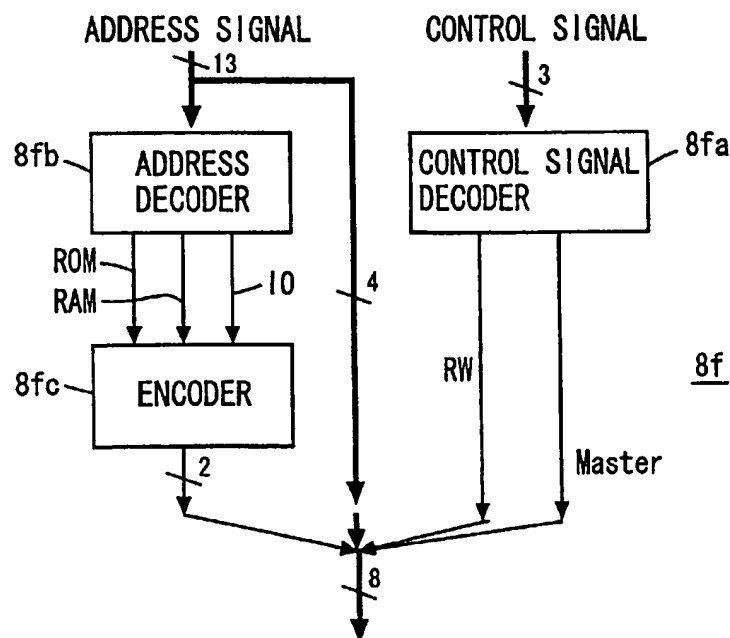 ADDRESS SIGNAL
CONTROL SIGNAL
13
3
8fb
ADDRESS
DECODER
CONTROL SIGNAL
DECODER
8fa
ROM
RAM
IO
4
8fc
ENCODER
RW
8f
2
Master
8